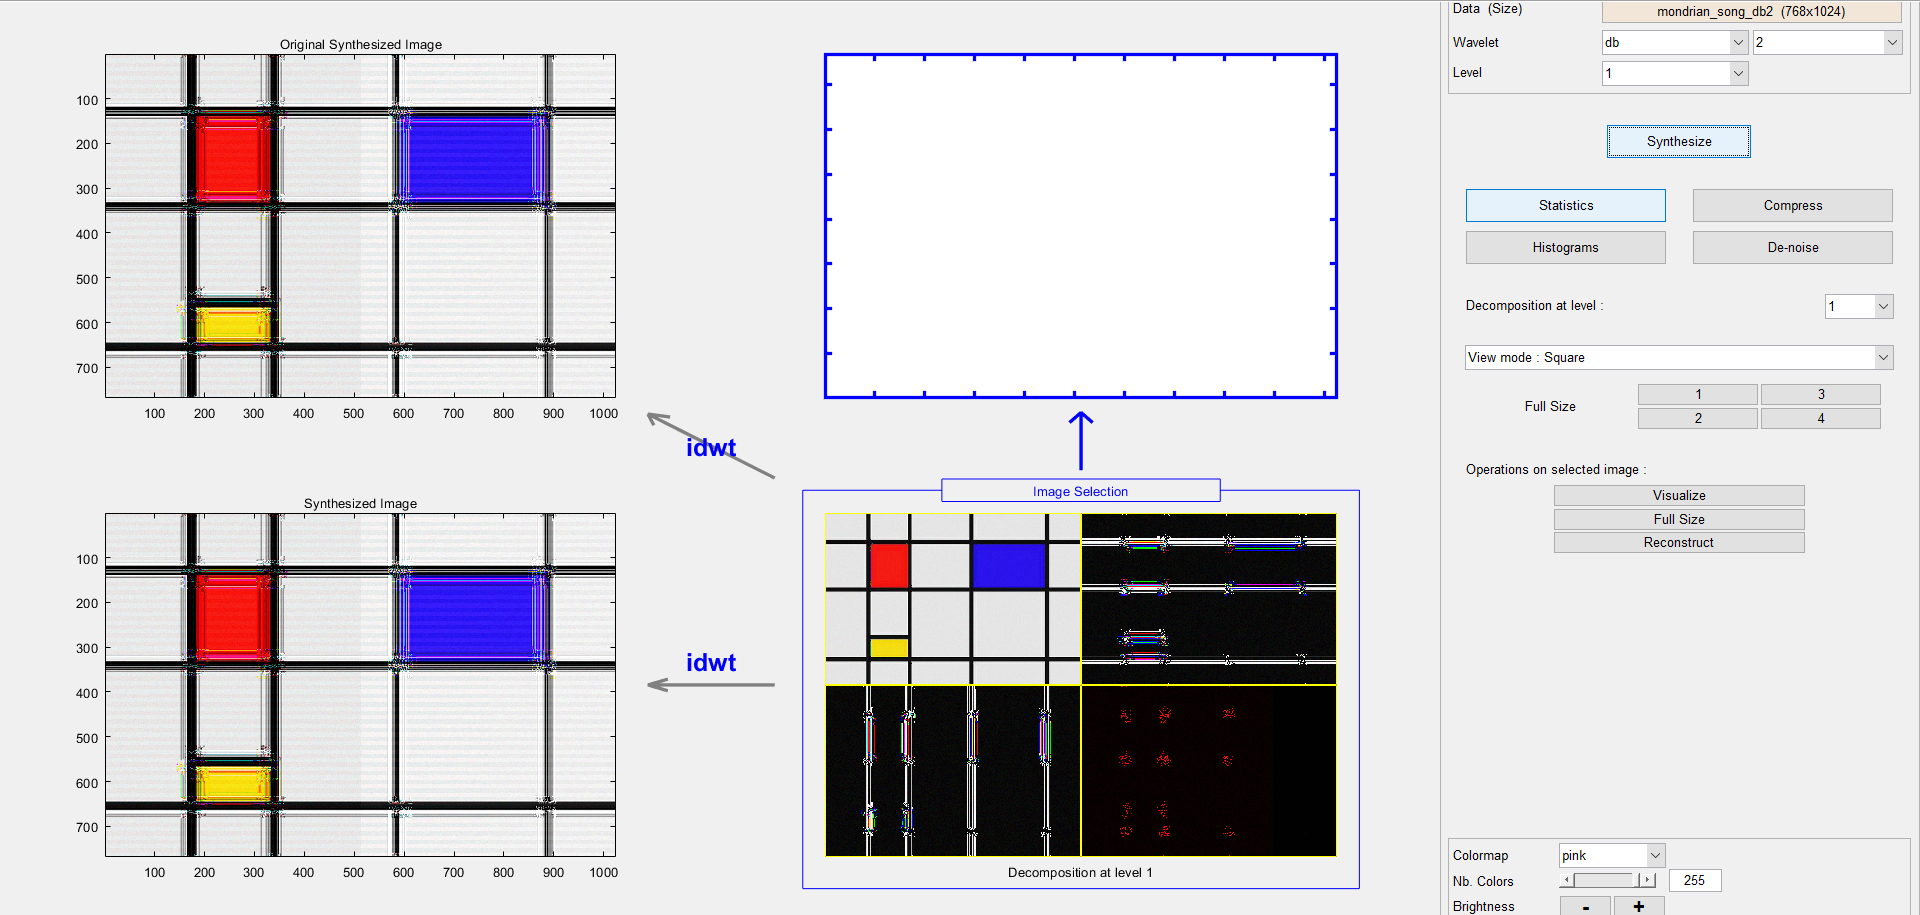 Original Synthesized Image
100
200
300
400
500
600
700
100 200 300 400 500 600 700 800 900 1000
idwt
Synthesized Image
100
200
300
400
500
600
700
100 200 300 400 500 600 700 800 900 1000
idwt
Image Selection
Decomposition at level 1
Data (Size) mondrian_song_db2 (768x1024)
Wavelet db 2
Level 1
Synthesize
Statistics Compress
Histograms De-noise
Decomposition at level : 1
View mode : Square
Full Size 1 3
2 4
Operations on selected image :
Visualize
Full Size
Reconstruct
Colormap pink
Nb. Colors 255
Brightness - +